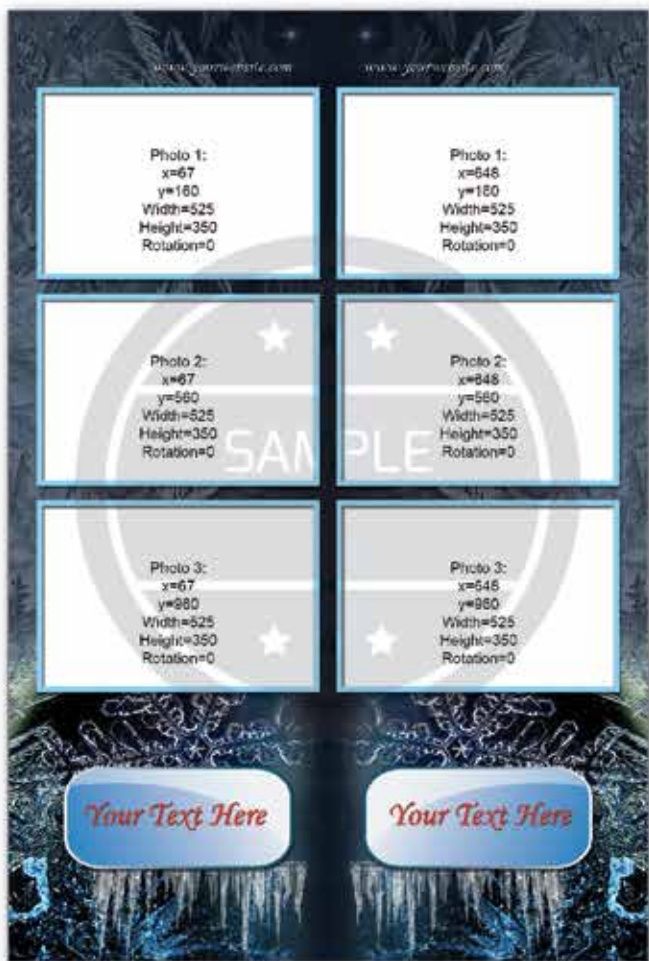 www.yourwebsite.com
www.yourwebsite.com
Photo 1:
x=67
y=160
Width=525
Height=350
Rotation=0
Photo 1:
x=648
y=160
Width=525
Height=350
Rotation=0
Photo 2:
x=67
y=560
Width=525
Height=350
Rotation=0
Photo 2:
x=648
y=560
Width=525
Height=350
Rotation=0
SAMPLE
Photo 3:
x=67
y=960
Width=525
Height=350
Rotation=0
Photo 3:
x=648
y=960
Width=525
Height=350
Rotation=0
Your Text Here
Your Text Here